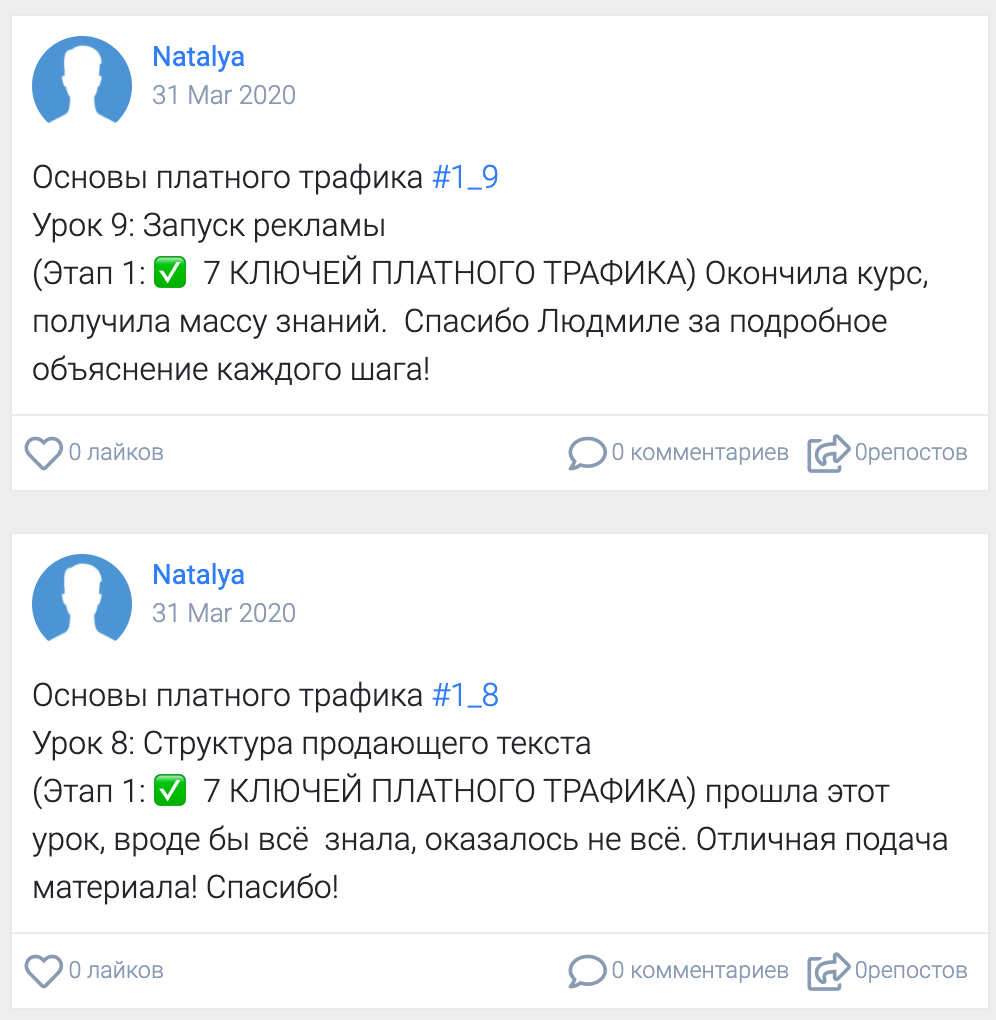 Natalya
31 Mar 2020
Основы платного трафика #1_9
Урок 9: Запуск рекламы
(Этап 1: ✅ 7 КЛЮЧЕЙ ПЛАТНОГО ТРАФИКА) Окончила курс,
получила массу знаний.  Спасибо Людмиле за подробное
объяснение каждого шага!
0 лайков 0 комментариев 0репостов
Natalya
31 Mar 2020
Основы платного трафика #1_8
Урок 8: Структура продающего текста
(Этап 1: ✅ 7 КЛЮЧЕЙ ПЛАТНОГО ТРАФИКА) прошла этот
урок, вроде бы всё  знала, оказалось не всё. Отличная подача
материала! Спасибо!
0 лайков 0 комментариев 0репостов